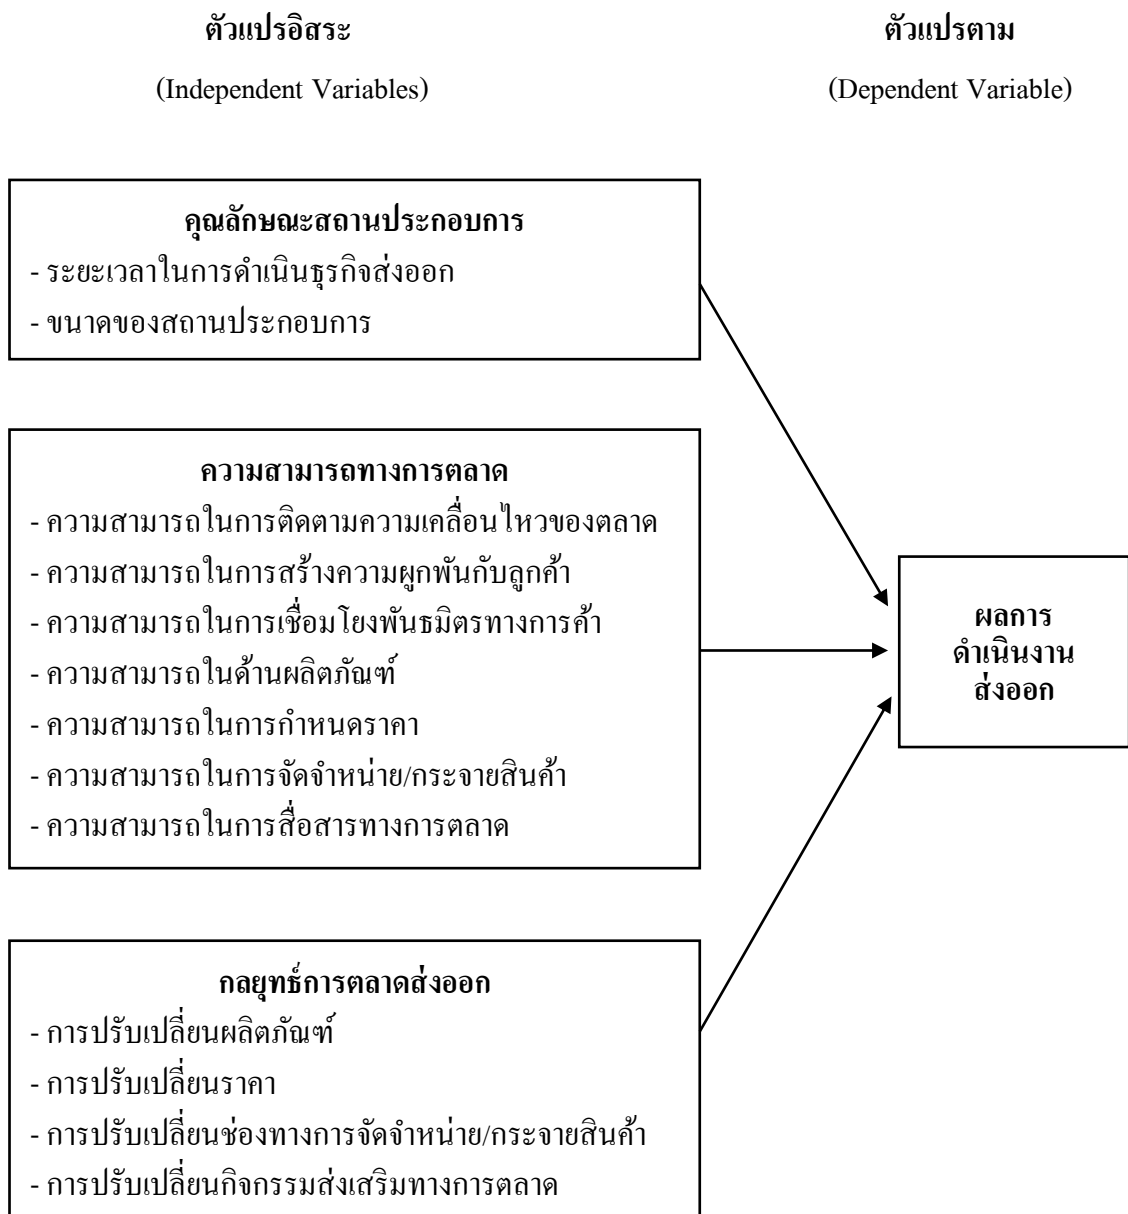 ตัวแปรอิสระ
(Independent Variables)
ตัวแปรตาม
(Dependent Variable)
คุณลักษณะสถานประกอบการ
- ระยะเวลาในการดำเนินธุรกิจส่งออก
- ขนาดของสถานประกอบการ
ความสามารถทางการตลาด
- ความสามารถในการติดตามความเคลื่อนไหวของตลาด
- ความสามารถในการสร้างความผูกพันกับลูกค้า
- ความสามารถในการเชื่อมโยงพันธมิตรทางการค้า
- ความสามารถในด้านผลิตภัณฑ์
- ความสามารถในการกำหนดราคา
- ความสามารถในการจัดจำหน่าย/กระจายสินค้า
- ความสามารถในการสื่อสารทางการตลาด
กลยุทธ์การตลาดส่งออก
- การปรับเปลี่ยนผลิตภัณฑ์
- การปรับเปลี่ยนราคา
- การปรับเปลี่ยนช่องทางการจัดจำหน่าย/กระจายสินค้า
- การปรับเปลี่ยนกิจกรรมส่งเสริมทางการตลาด
ผลการ
ดำเนินงาน
ส่งออก